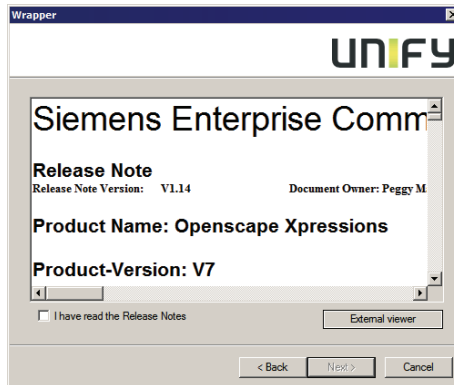 Wrapper
UNIFY
Siemens Enterprise Comm
Release Note
Release Note Version: V1.14 Document Owner: Peggy M
Product Name: Openscape Xpressions
Product-Version: V7
I have read the Release Notes
External viewer
< Back Next > Cancel